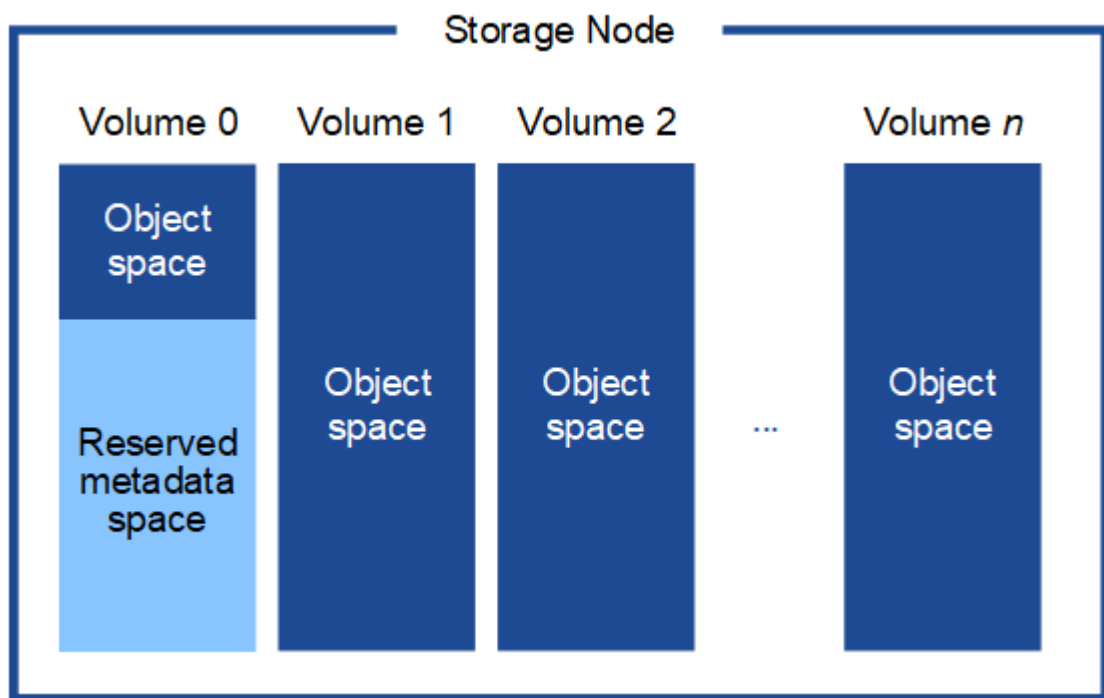 Storage Node
Volume 0
Volume 1
Volume 2
Volume n
Object
space
Reserved
metadata
space
Object
space
Object
space
...
Object
space